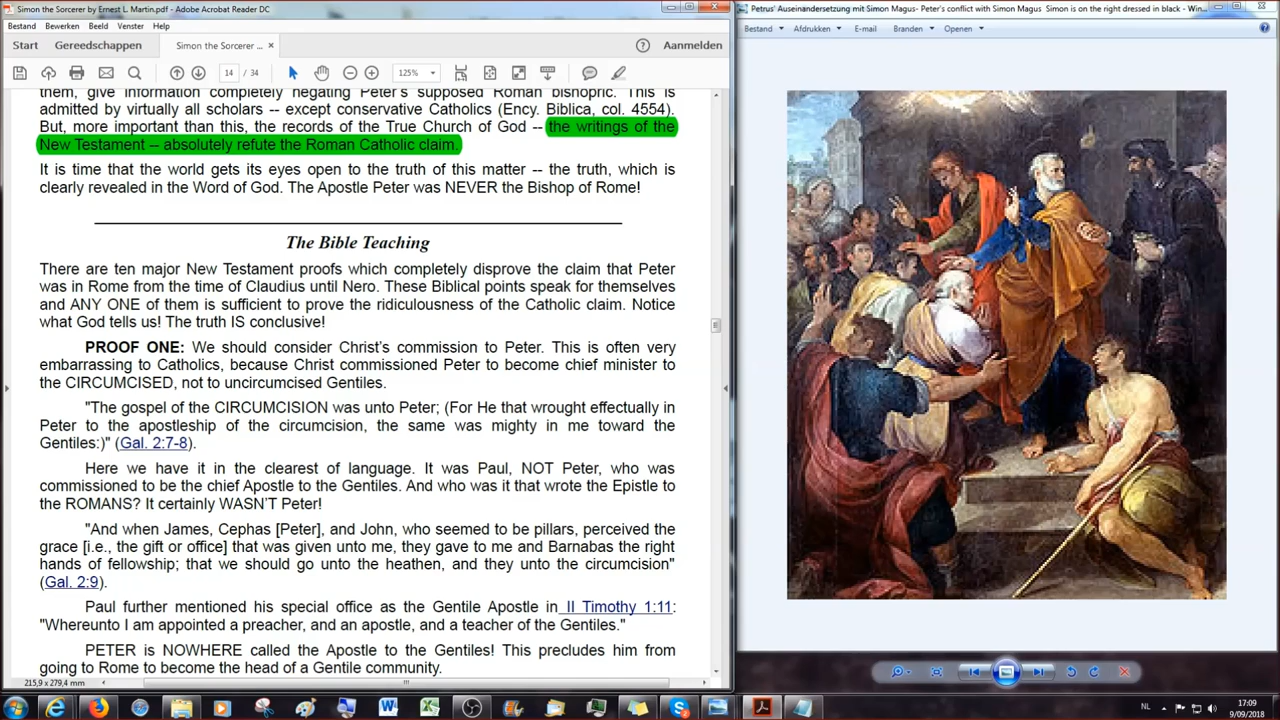 Simon the Sorcerer by Ernest L. Martin.pdf - Adobe Acrobat Reader DC
Bestand Bewerken Beeld Venster Help
Start Gereedschappen Simon the Sorcerer ... × Aanmelden
14 / 34 125%
them, give information completely negating Peter's supposed Roman bishopric. This is
admitted by virtually all scholars -- except conservative Catholics (Ency. Biblica, col. 4554).
But, more important than this, the records of the True Church of God -- the writings of the
New Testament -- absolutely refute the Roman Catholic claim.
It is time that the world gets its eyes open to the truth of this matter -- the truth, which is
clearly revealed in the Word of God. The Apostle Peter was NEVER the Bishop of Rome!
The Bible Teaching
There are ten major New Testament proofs which completely disprove the claim that Peter
was in Rome from the time of Claudius until Nero. These Biblical points speak for themselves
and ANY ONE of them is sufficient to prove the ridiculousness of the Catholic claim. Notice
what God tells us! The truth IS conclusive!
PROOF ONE: We should consider Christ's commission to Peter. This is often very
embarrassing to Catholics, because Christ commissioned Peter to become chief minister to
the CIRCUMCISED, not to uncircumcised Gentiles.
"The gospel of the CIRCUMCISION was unto Peter; (For He that wrought effectually in
Peter to the apostleship of the circumcision, the same was mighty in me toward the
Gentiles:)" (Gal. 2:7-8).
Here we have it in the clearest of language. It was Paul, NOT Peter, who was
commissioned to be the chief Apostle to the Gentiles. And who was it that wrote the Epistle to
the ROMANS? It certainly WASN'T Peter!
"And when James, Cephas [Peter], and John, who seemed to be pillars, perceived the
grace [i.e., the gift or office] that was given unto me, they gave to me and Barnabas the right
hands of fellowship; that we should go unto the heathen, and they unto the circumcision"
(Gal. 2:9).
Paul further mentioned his special office as the Gentile Apostle in II Timothy 1:11:
"Whereunto I am appointed a preacher, and an apostle, and a teacher of the Gentiles."
PETER is NOWHERE called the Apostle to the Gentiles! This precludes him from
going to Rome to become the head of a Gentile community.
215,9 x 279,4 mm
Petrus' Auseinandersetzung mit Simon Magus- Peter's conflict with Simon Magus Simon is on the right dressed in black - Win...
Bestand Afdrukken E-mail Branden Openen
NL 17:09
9/09/2018